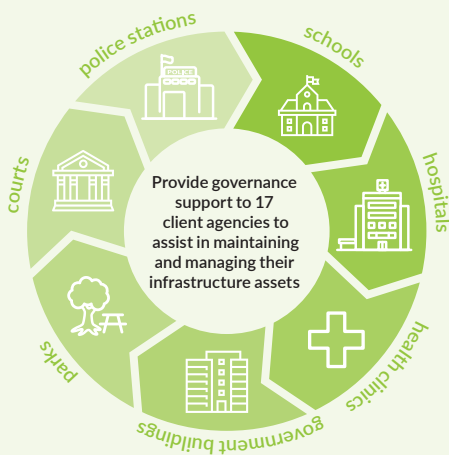 police stations
schools
hospitals
health clinics
government buildings
parks
courts
POLICE
Provide governance
support to 17
client agencies to
assist in maintaining
and managing their
infrastructure assets